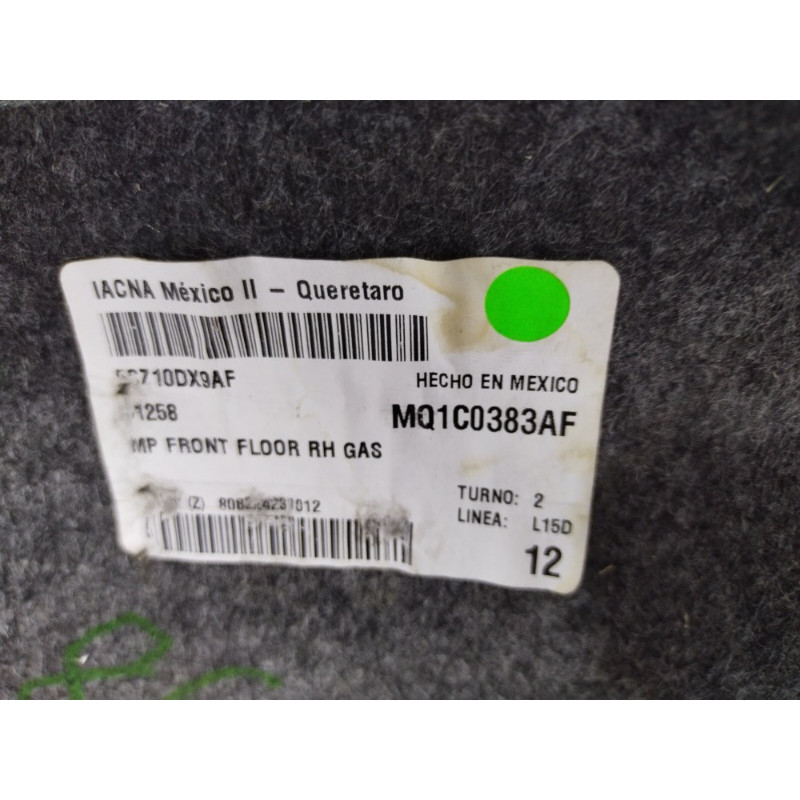 IACNA México II - Queretaro
HECHO EN MEXICO
MQ1C0383AF
FRONT FLOOR RH GAS
(Z)
TURNO: 2
LINEA: L15D
12